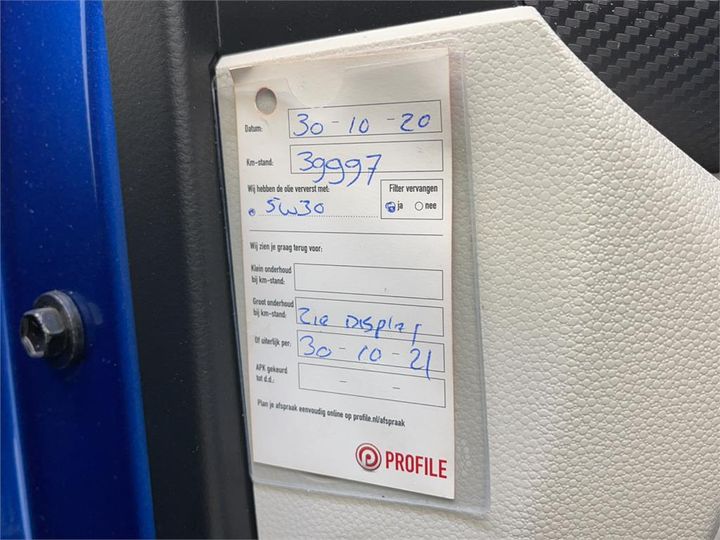 Datum: 30-10-20
Km-stand: 39997
Wij hebben de olie ververst met: Filter vervangen
5W30 ja nee
Wij zien je graag terug voor:
Klein onderhoud
bij km-stand:
Groot onderhoud
bij km-stand: Zie Display
Of uiterlijk per: 30-10-21
APK gekeurd
tot d.d.: - -
Plan je afspraak eenvoudig online op profile.nl/afspraak
PROFILE